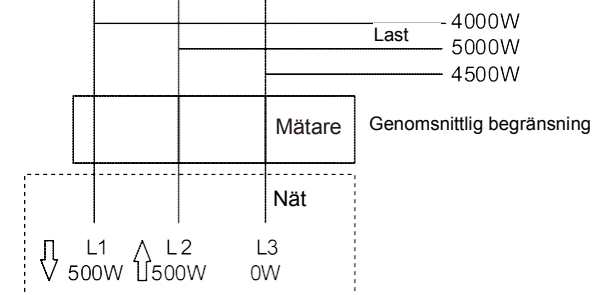 4000W
Last
5000W
4500W
Mätare
Genomsnittlig begränsning
Nät
L1 L2 L3
500W 500W 0W